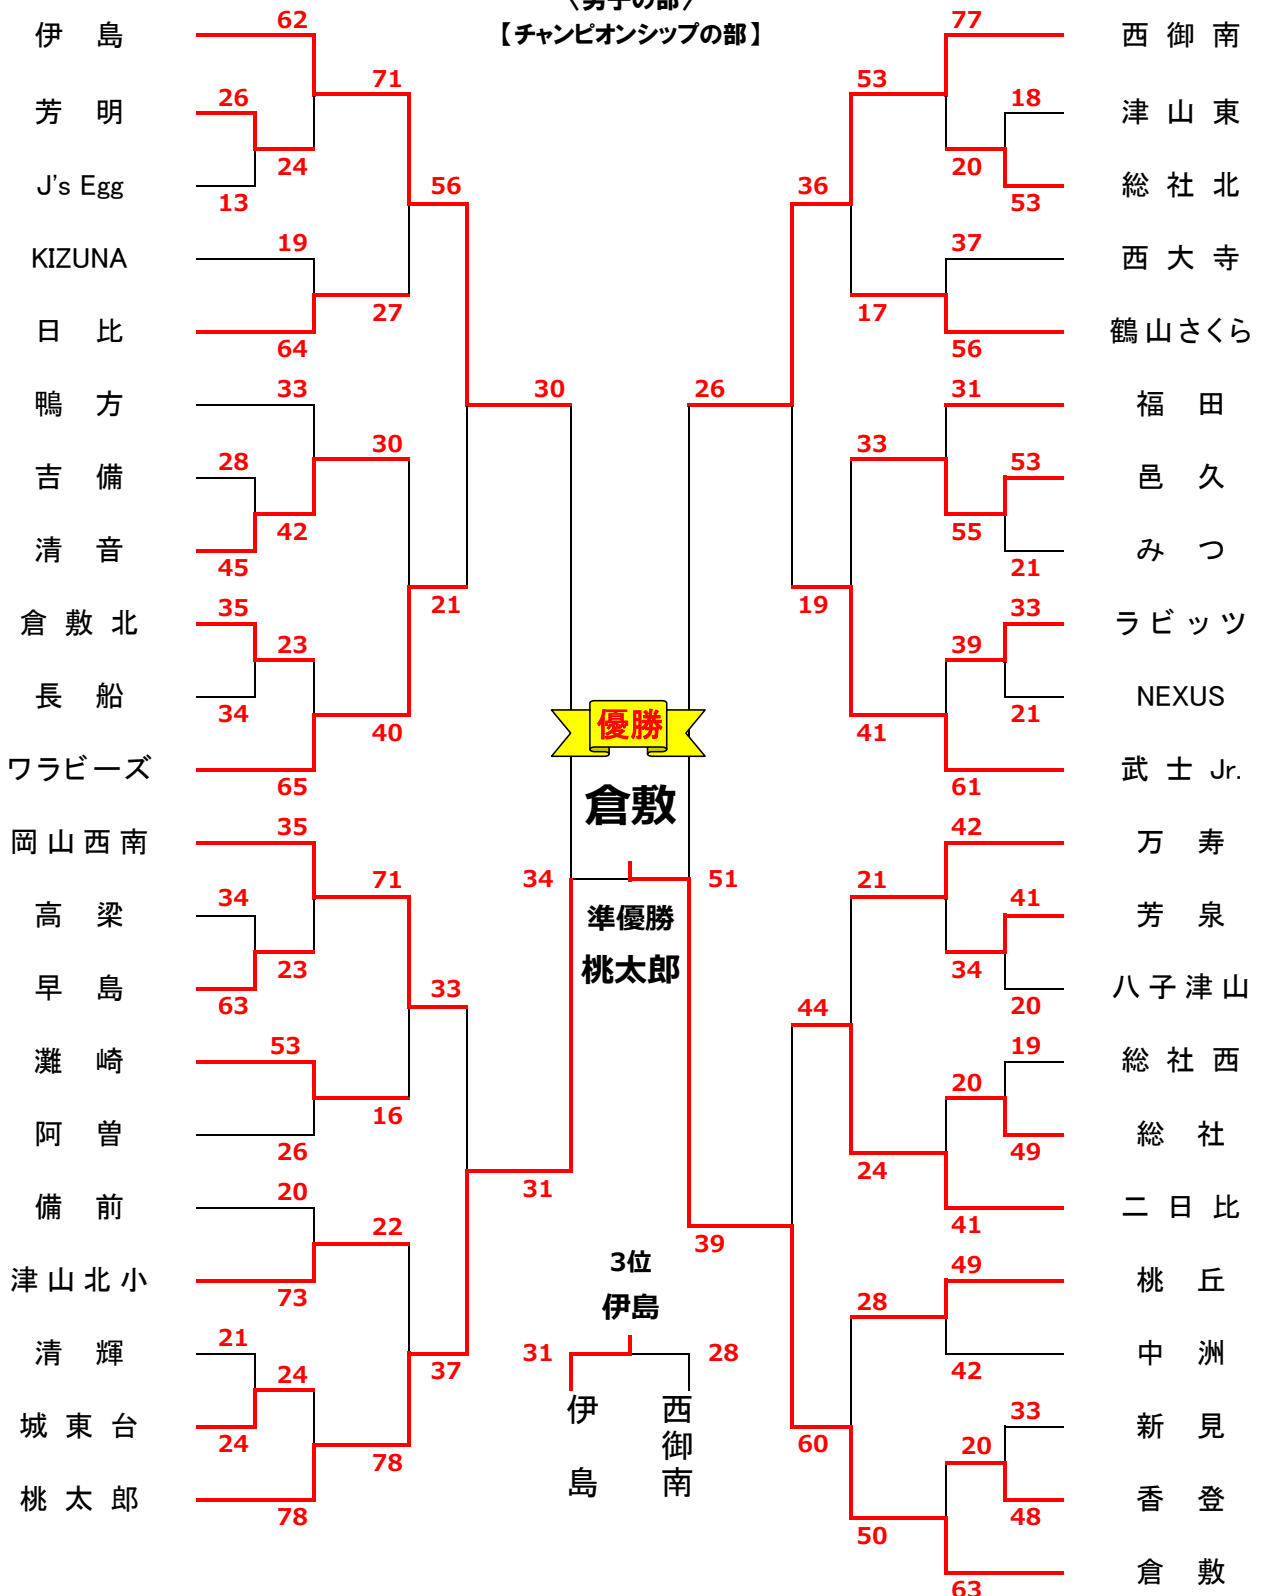 〈男子の部〉
【チャンピオンシップの部】
伊島
62
芳明
26
71
24
J's Egg
13
56
KIZUNA
19
27
日比
64
鴨方
33
30
吉備
28
30
42
清音
45
21
倉敷北
35
23
長船
34
40
ワラビーズ
65
岡山西南
35
71
34
高梁
34
23
早島
63
33
灘崎
53
16
阿曽
26
31
備前
20
22
津山北小
73
清輝
21
24
37
城東台
24
78
桃太郎
78
優勝
倉敷
準優勝
桃太郎
3位
伊島
31
28
伊島
西御南
77
西御南
53
18
津山東
20
36
総社北
53
37
西大寺
17
鶴山さくら
56
26
31
福田
33
53
邑久
55
みつ
21
19
33
ラビッツ
39
NEXUS
21
41
武士Jr.
61
42
万寿
51
21
41
芳泉
34
八子津山
20
44
19
総社西
20
総社
49
24
二日比
41
39
49
桃丘
28
中洲
42
33
新見
60
20
香登
48
50
倉敷
63